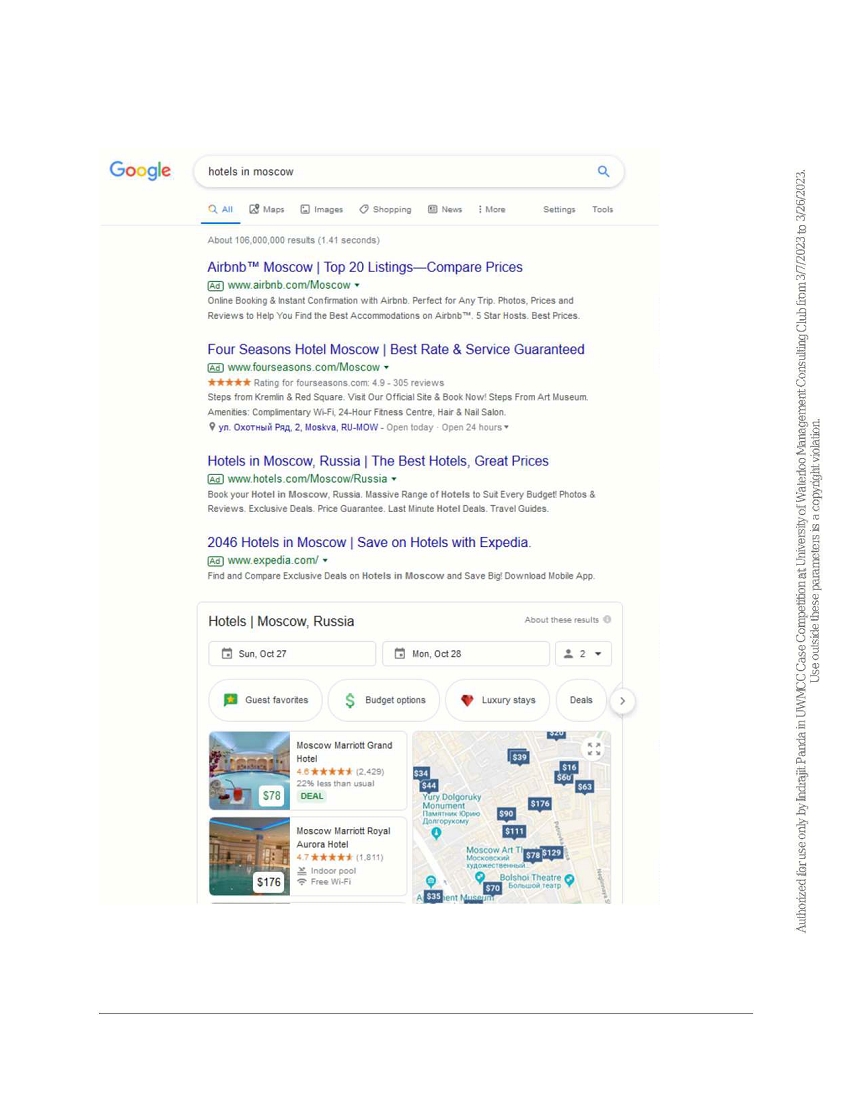 Google
hotels in moscow
All Maps Images Shopping News More Settings Tools
About 106,000,000 results (1.41 seconds)
Airbnb™ Moscow | Top 20 Listings—Compare Prices
Ad www.airbnb.com/Moscow
Online Booking & Instant Confirmation with Airbnb. Perfect for Any Trip. Photos, Prices and
Reviews to Help You Find the Best Accommodations on Airbnb™. 5 Star Hosts. Best Prices.
Four Seasons Hotel Moscow | Best Rate & Service Guaranteed
Ad www.fourseasons.com/Moscow
Rating for fourseasons.com: 4.9 - 305 reviews
Steps from Kremlin & Red Square. Visit Our Official Site & Book Now! Steps From Art Museum.
Amenities: Complimentary Wi-Fi, 24-Hour Fitness Centre, Hair & Nail Salon.
ул. Охотный Ряд, 2, Moskva, RU-MOW - Open today · Open 24 hours
Hotels in Moscow, Russia | The Best Hotels, Great Prices
Ad www.hotels.com/Moscow/Russia
Book your Hotel in Moscow, Russia. Massive Range of Hotels to Suit Every Budget! Photos &
Reviews. Exclusive Deals. Price Guarantee. Last Minute Hotel Deals. Travel Guides.
2046 Hotels in Moscow | Save on Hotels with Expedia.
Ad www.expedia.com/
Find and Compare Exclusive Deals on Hotels in Moscow and Save Big! Download Mobile App.
Hotels | Moscow, Russia
About these results
Sun, Oct 27
Mon, Oct 28
2
Guest favorites
Budget options
Luxury stays
Deals
Moscow Marriott Grand
Hotel
4.6 (2,429)
22% less than usual
DEAL
$78
Moscow Marriott Royal
Aurora Hotel
4.7 (1,811)
Indoor pool
Free Wi-Fi
$176
$20
$39
$16
$34
$44
$63
Yury Dolgoruky
Monument
Памятник Юрию
Долгорукому
$176
$90
$111
Moscow Art Th
Московский
художественный...
$78
$129
Bolshoi Theatre
Большой театр
$70
$35
Authorized for use only by Indrajit Panda in UWMCC Case Competition at University of Waterloo Management Consulting Club from 3/7/2023 to 3/26/2023.
Use outside these parameters is a copyright violation.